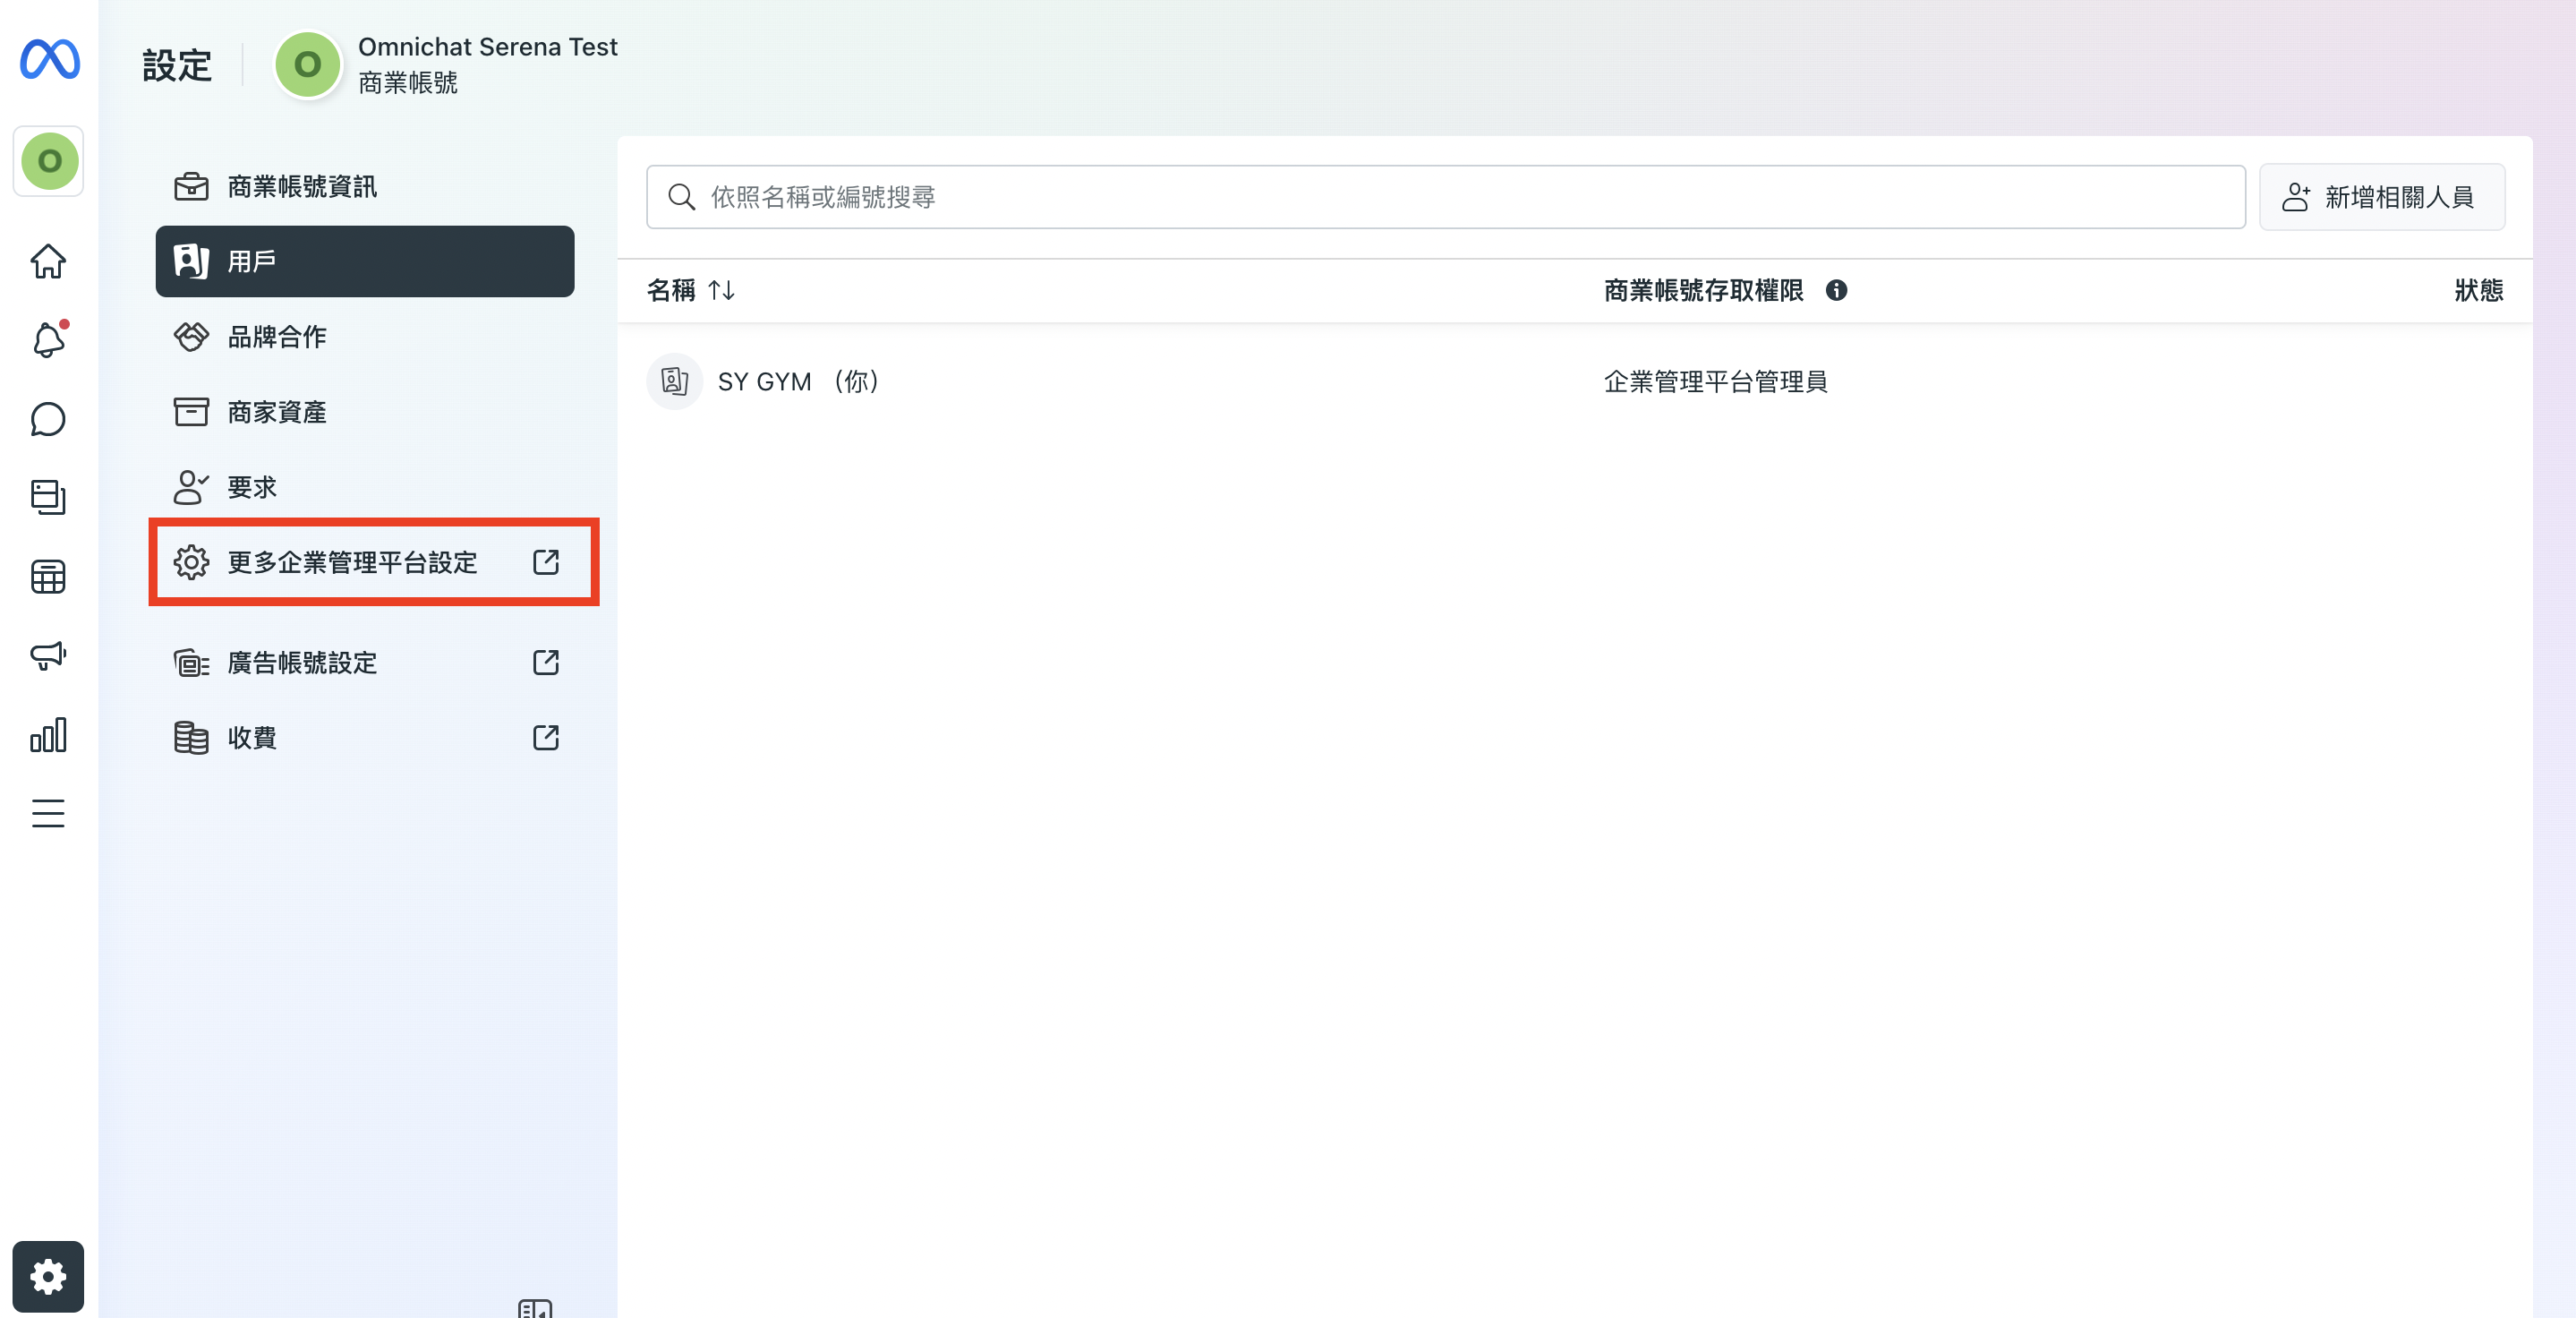 設定
O
Omnichat Serena Test
商業帳號
O
商業帳號資訊
用戶
品牌合作
商家資產
要求
更多企業管理平台設定
廣告帳號設定
收費
依照名稱或編號搜尋
新增相關人員
名稱
商業帳號存取權限
狀態
SY GYM （你）
企業管理平台管理員